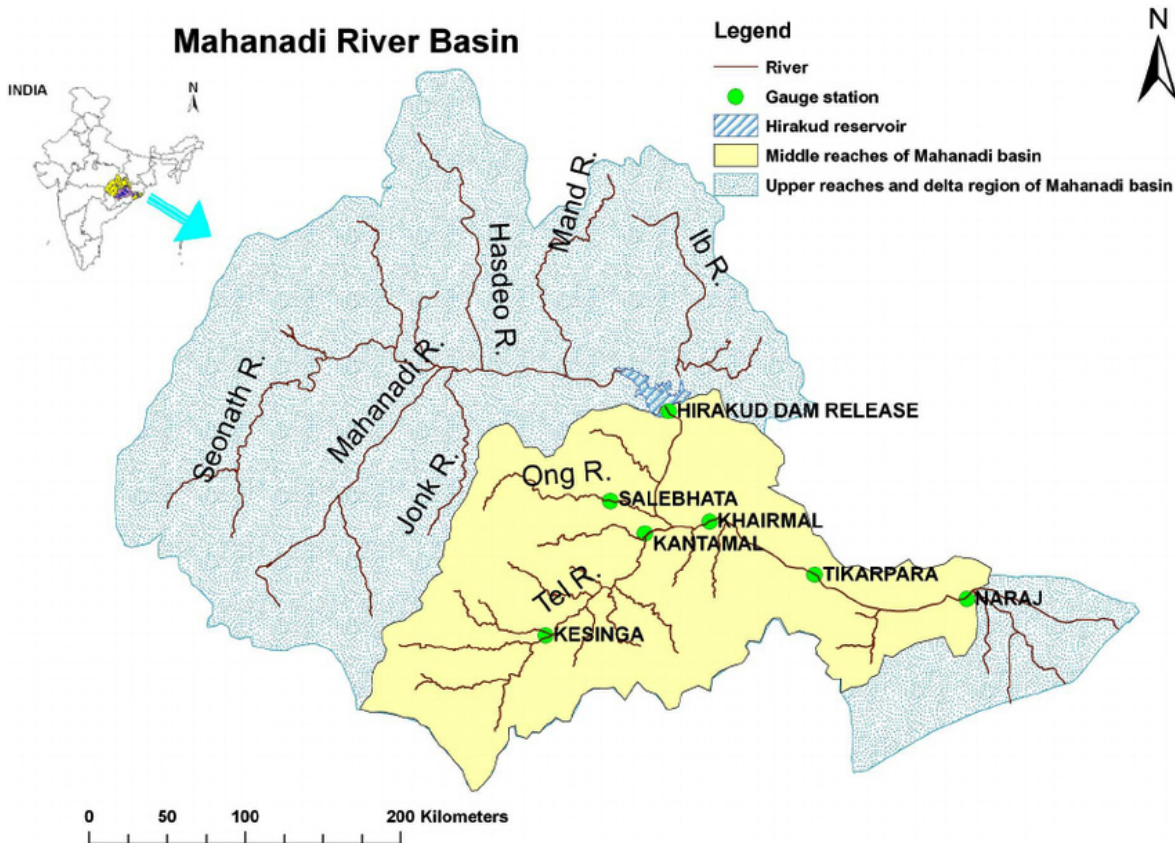 Mahanadi River Basin
INDIA
N
Legend
River
Gauge station
Hirakud reservoir
Middle reaches of Mahanadi basin
Upper reaches and delta region of Mahanadi basin
N
Hasdeo R.
Mand R.
Ib R.
Seonath R.
Mahanadi R.
Jonk R.
HIRAKUD DAM RELEASE
Ong R.
SALEBHATA
KHAIRMAL
KANTAMAL
TIKARPARA
Tel R.
NARAJ
KESINGA
0 50 100 200 Kilometers